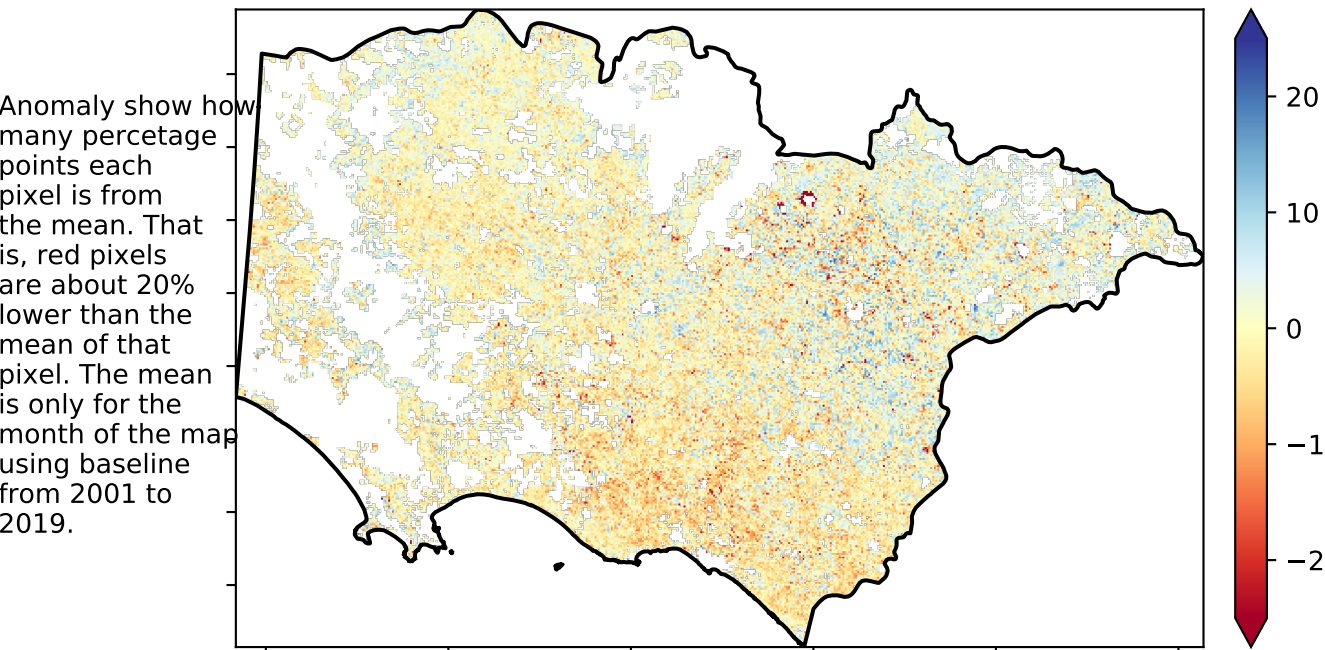 Anomaly show how
many percetage
points each
pixel is from
the mean. That
is, red pixels
are about 20%
lower than the
mean of that
pixel. The mean
is only for the
month of the map
using baseline
from 2001 to
2019.
20
10
0
−1
−2